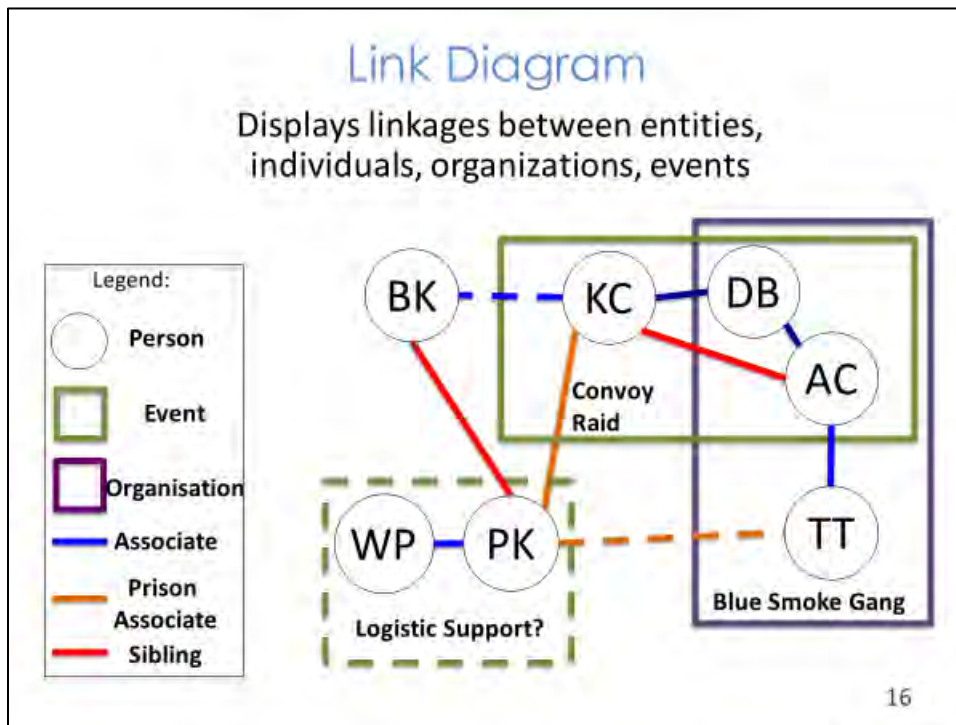 Link Diagram
Displays linkages between entities,
individuals, organizations, events
Legend:
Person
Event
Organisation
Associate
Prison
Associate
Sibling
BK
KC
DB
AC
Convoy
Raid
WP
PK
TT
Logistic Support?
Blue Smoke Gang
16